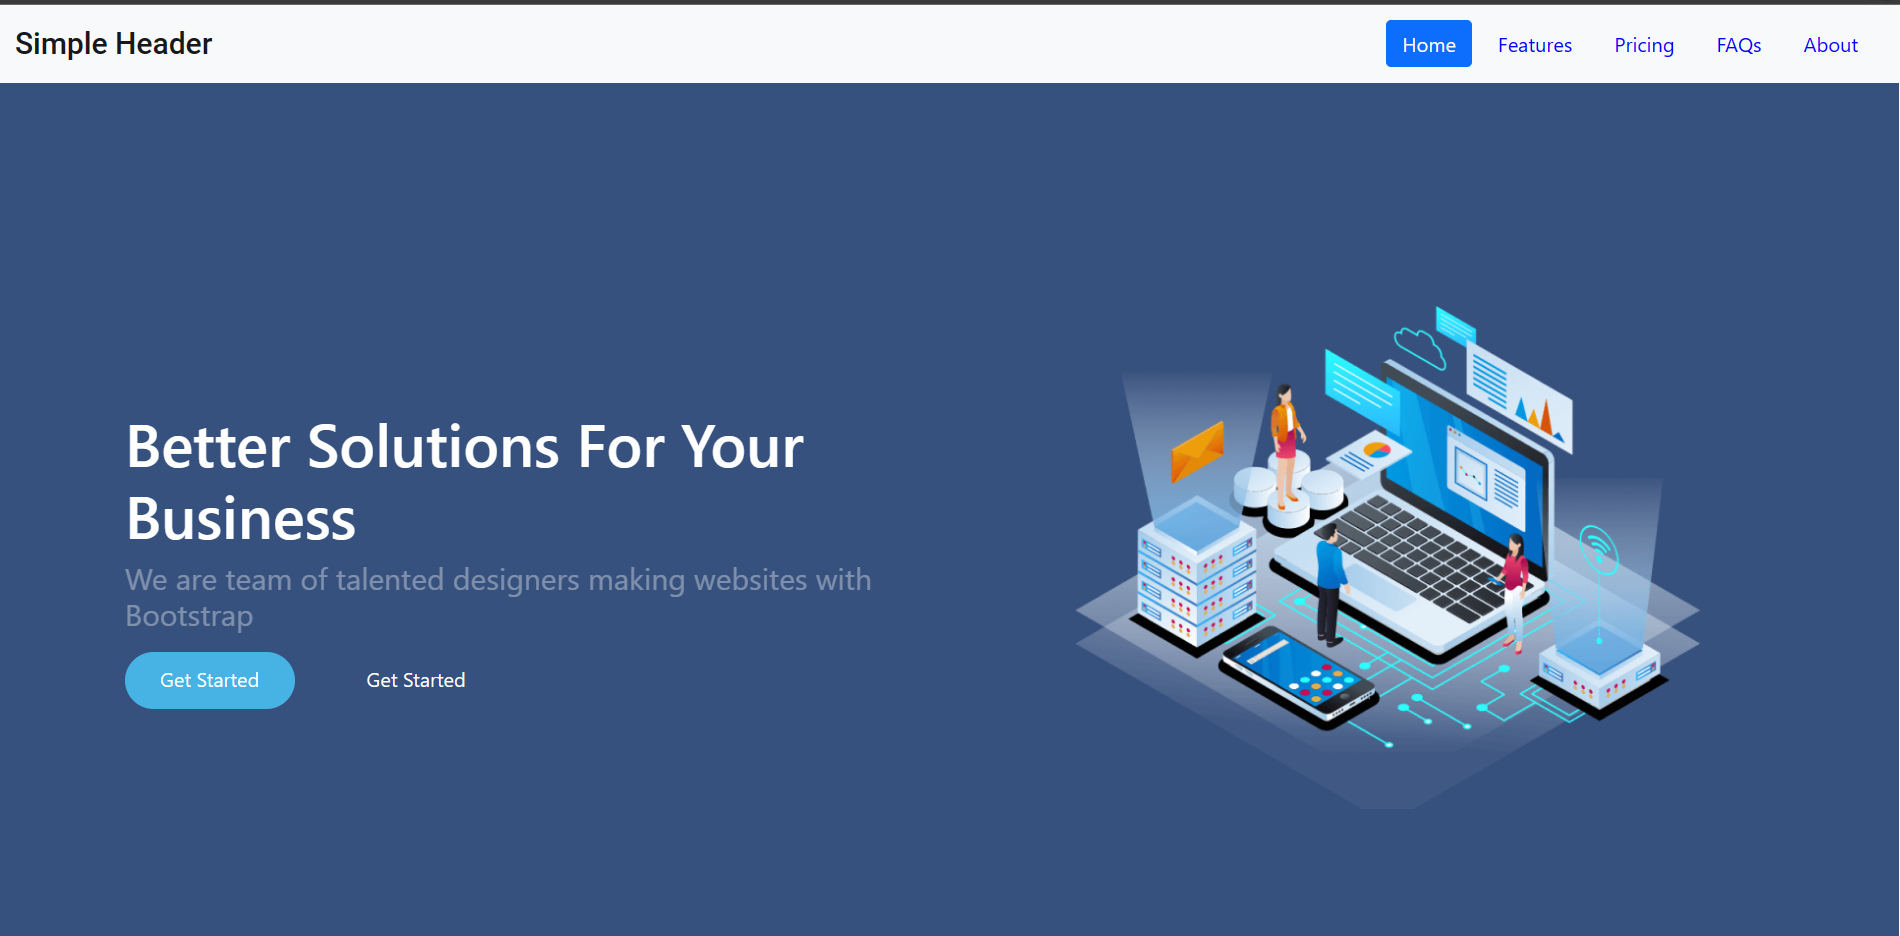 Simple Header
Home Features Pricing FAQs About
Better Solutions For Your
Business
We are team of talented designers making websites with
Bootstrap
Get Started Get Started